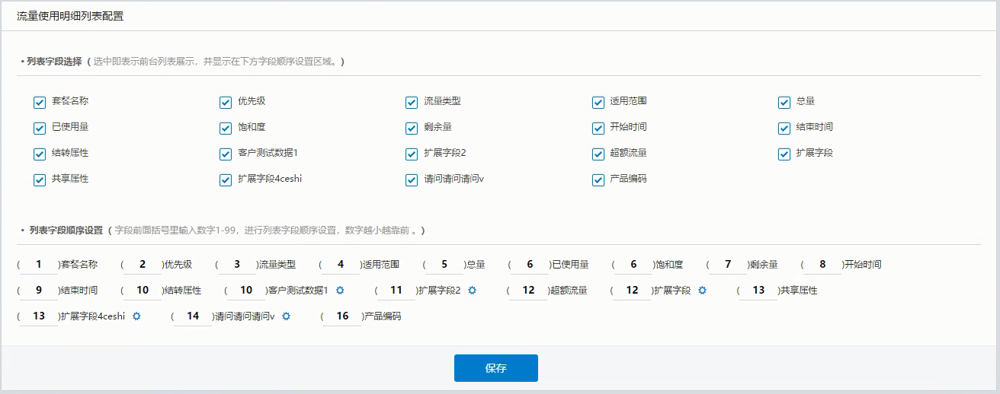 流量使用明细列表配置
• 列表字段选择 ( 选中即表示前台列表展示，并显示在下方字段顺序设置区域。)
套餐名称 优先级 流量类型 适用范围 总量
已使用量 饱和度 剩余量 开始时间 结束时间
结转属性 客户测试数据1 扩展字段2 超额流量 扩展字段
共享属性 扩展字段4ceshi 请问请问请问v 产品编码
• 列表字段顺序设置 ( 字段前面括号里输入数字1-99，进行列表字段顺序设置，数字越小越靠前 。)
( 1 )套餐名称 ( 2 )优先级 ( 3 )流量类型 ( 4 )适用范围 ( 5 )总量 ( 6 )已使用量 ( 6 )饱和度 ( 7 )剩余量 ( 8 )开始时间
( 9 )结束时间 ( 10 )结转属性 ( 10 )客户测试数据1 ( 11 )扩展字段2 ( 12 )超额流量 ( 12 )扩展字段 ( 13 )共享属性
( 13 )扩展字段4ceshi ( 14 )请问请问请问v ( 16 )产品编码
保存